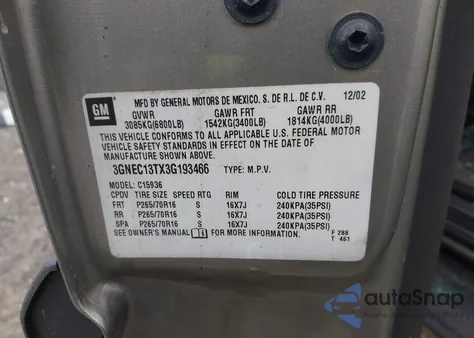 GM
MFD BY GENERAL MOTORS DE MEXICO, S. DE R.L. DE C.V. 12/02
GVWR GAWR FRT GAWR RR
3085KG(6800LB) 1542KG(3400LB) 1814KG(4000LB)
THIS VEHICLE CONFORMS TO ALL APPLICABLE U.S. FEDERAL MOTOR
VEHICLE SAFETY STANDARDS IN EFFECT ON THE DATE OF
MANUFACTURE SHOWN ABOVE.
3GNEC13TX3G193466 TYPE: M.P.V.
MODEL: C15936
CPDV TIRE SIZE SPEED RTG RIM COLD TIRE PRESSURE
FRT P265/70R16 S 16X7J 240KPA(35PSI)
RR P265/70R16 S 16X7J 240KPA(35PSI)
SPA P265/70R16 S 16X7J 240KPA(35PSI)
SEE OWNER'S MANUAL FOR MORE INFORMATION. F 288
T 461
autoSnap